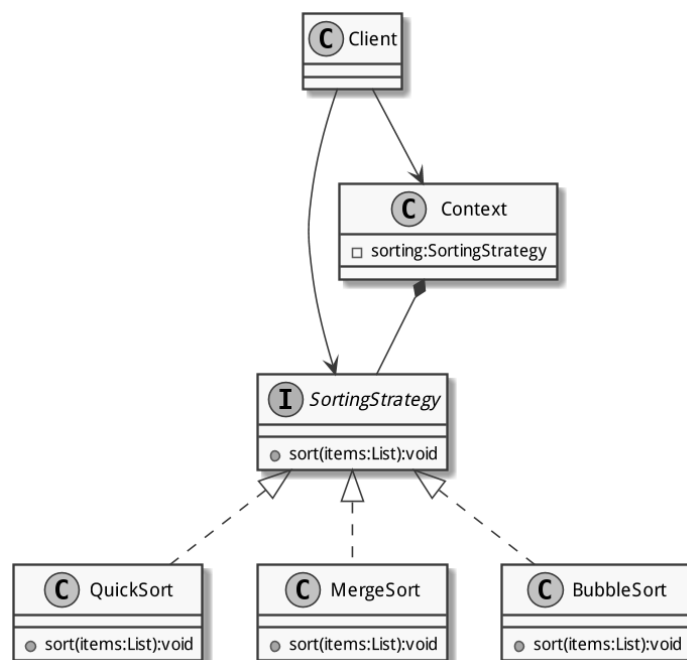 C Client
C Context
sorting:SortingStrategy
I SortingStrategy
sort(items:List):void
C QuickSort
C MergeSort
C BubbleSort
sort(items:List):void
sort(items:List):void
sort(items:List):void